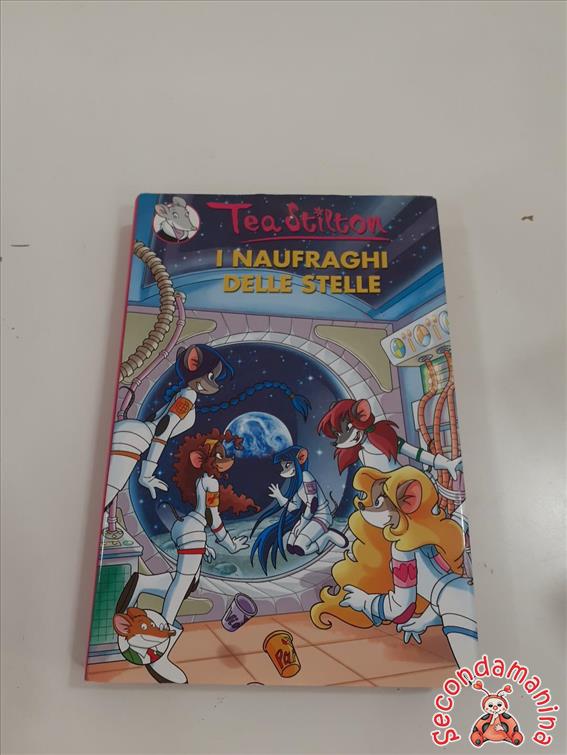 Tea Stilton
I NAUFRAGHI
DELLE STELLE
Secondamanina